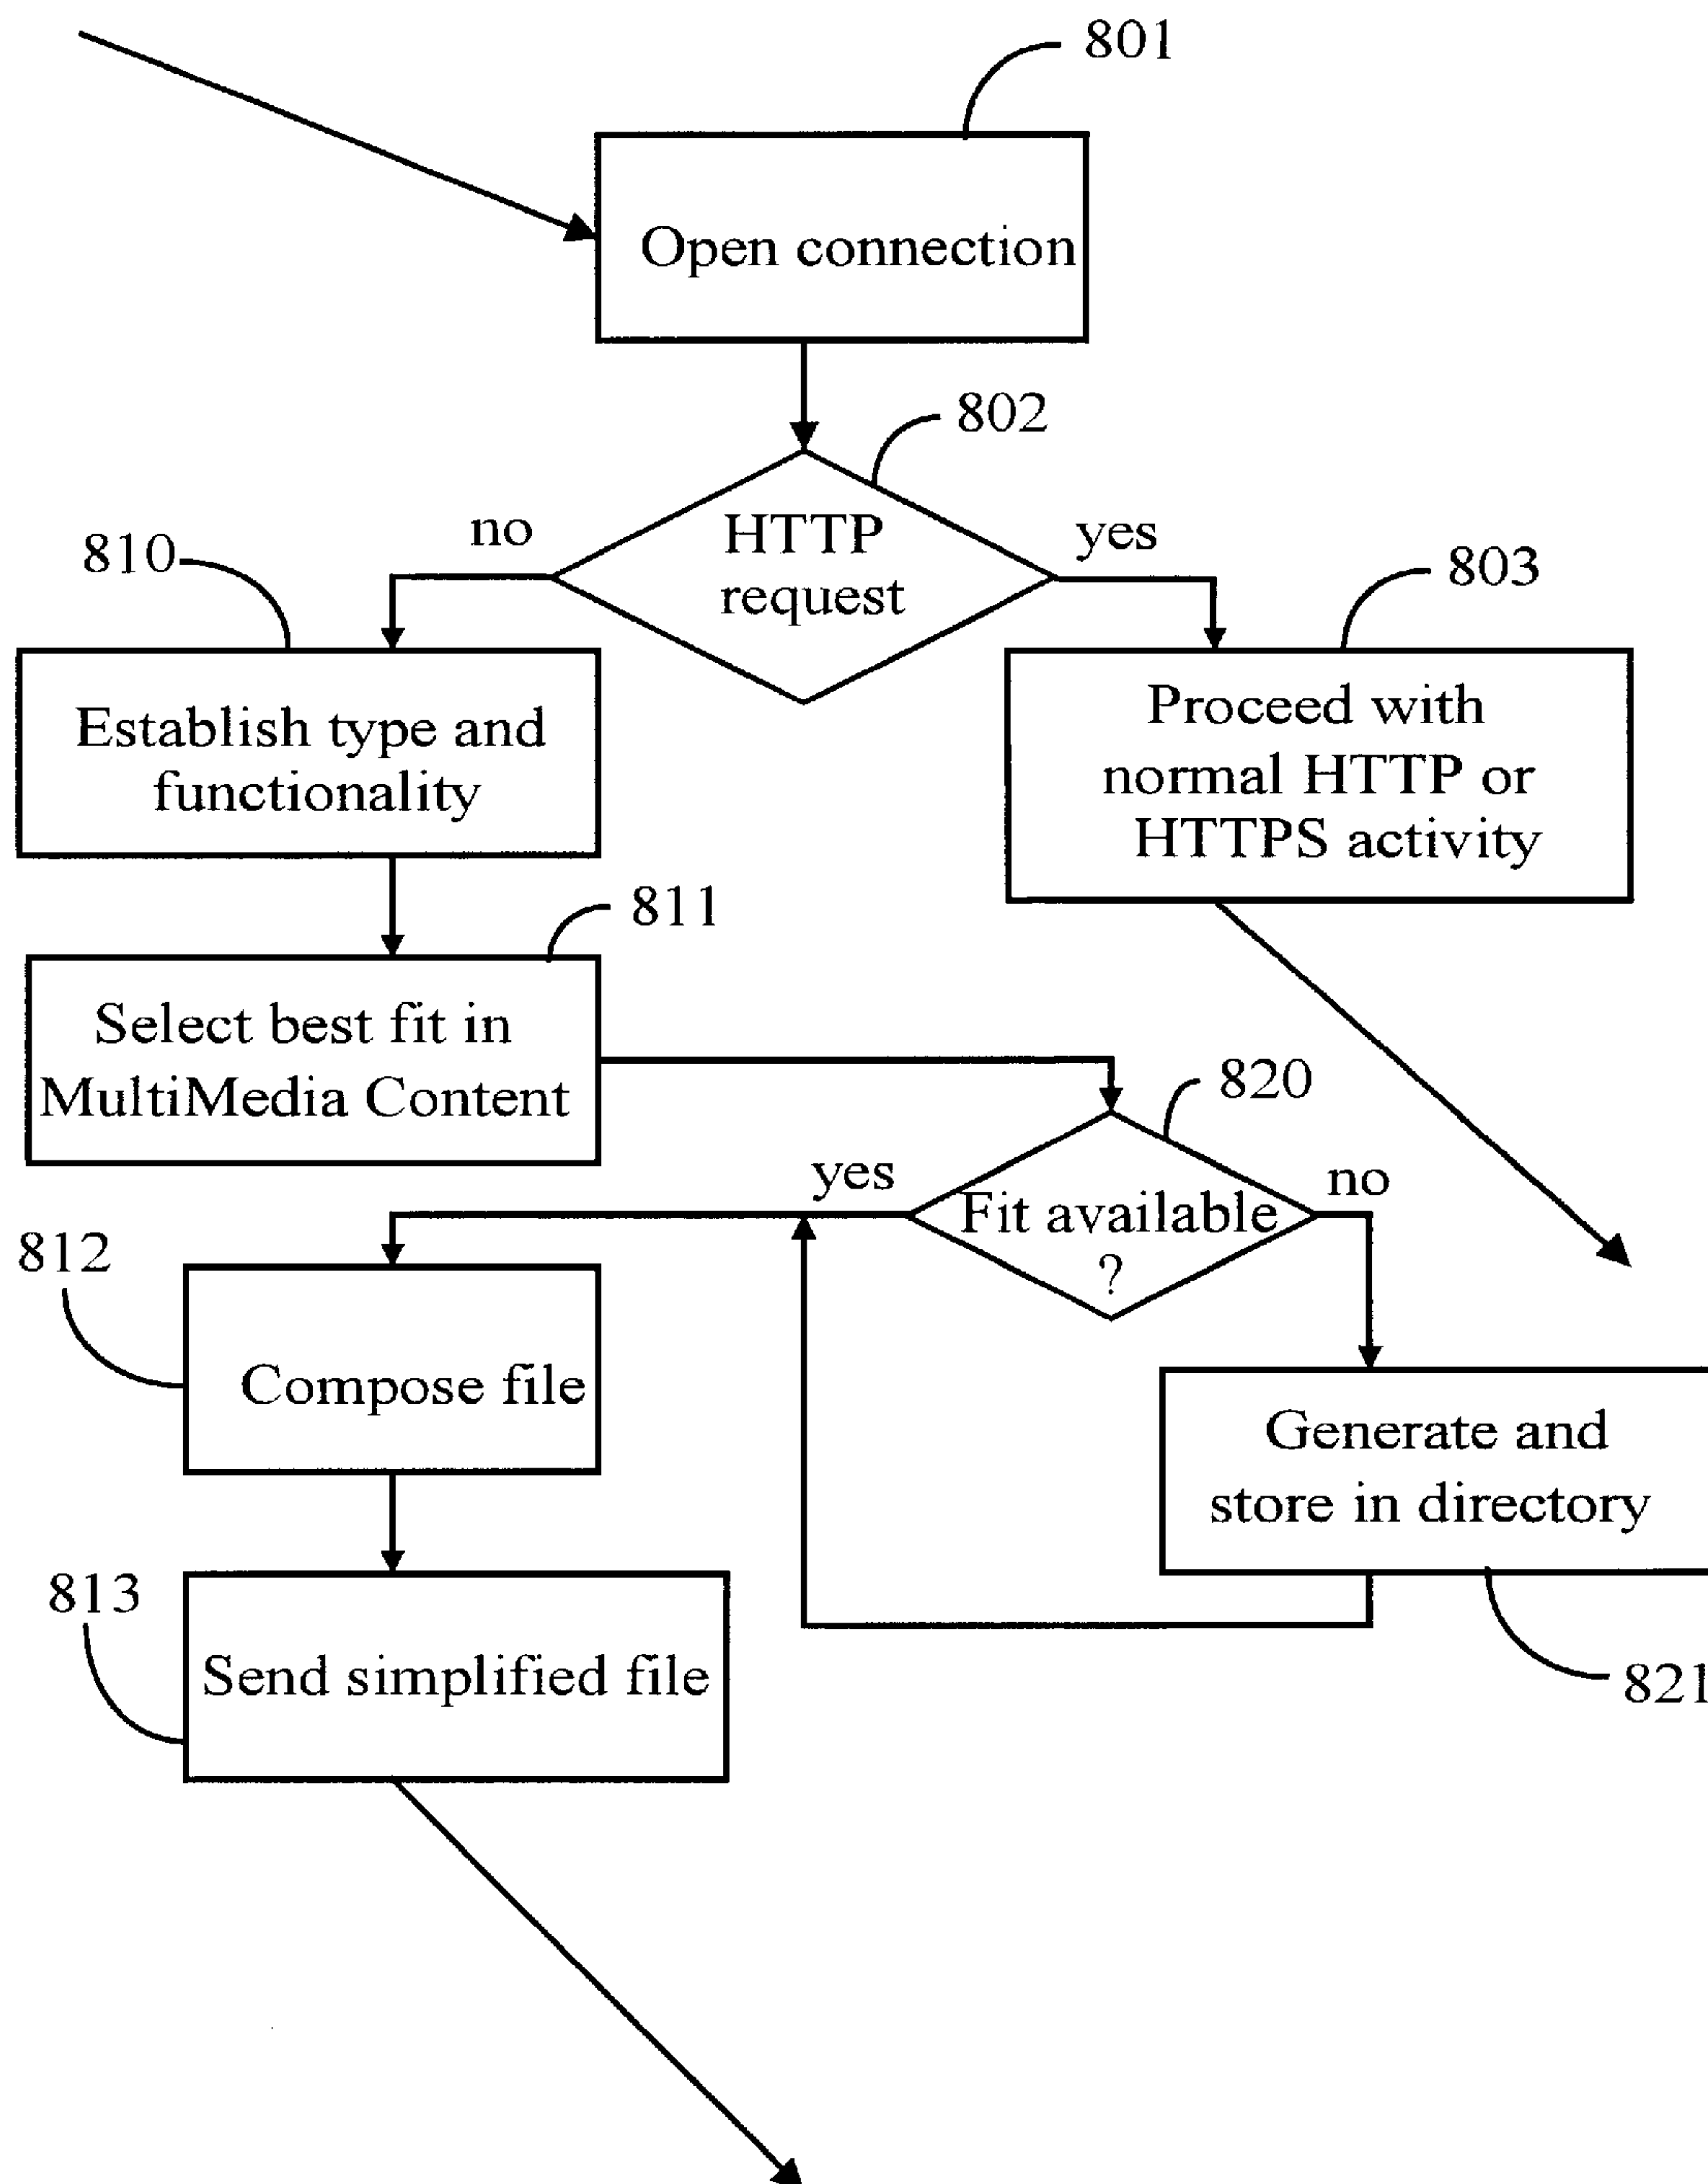 801
Open connection
802
no
HTTP
request
yes
810
803
Establish type and
functionality
Proceed with
normal HTTP or
HTTPS activity
811
Select best fit in
MultiMedia Content
820
yes
Fit available
?
no
812
Compose file
Generate and
store in directory
813
Send simplified file
821